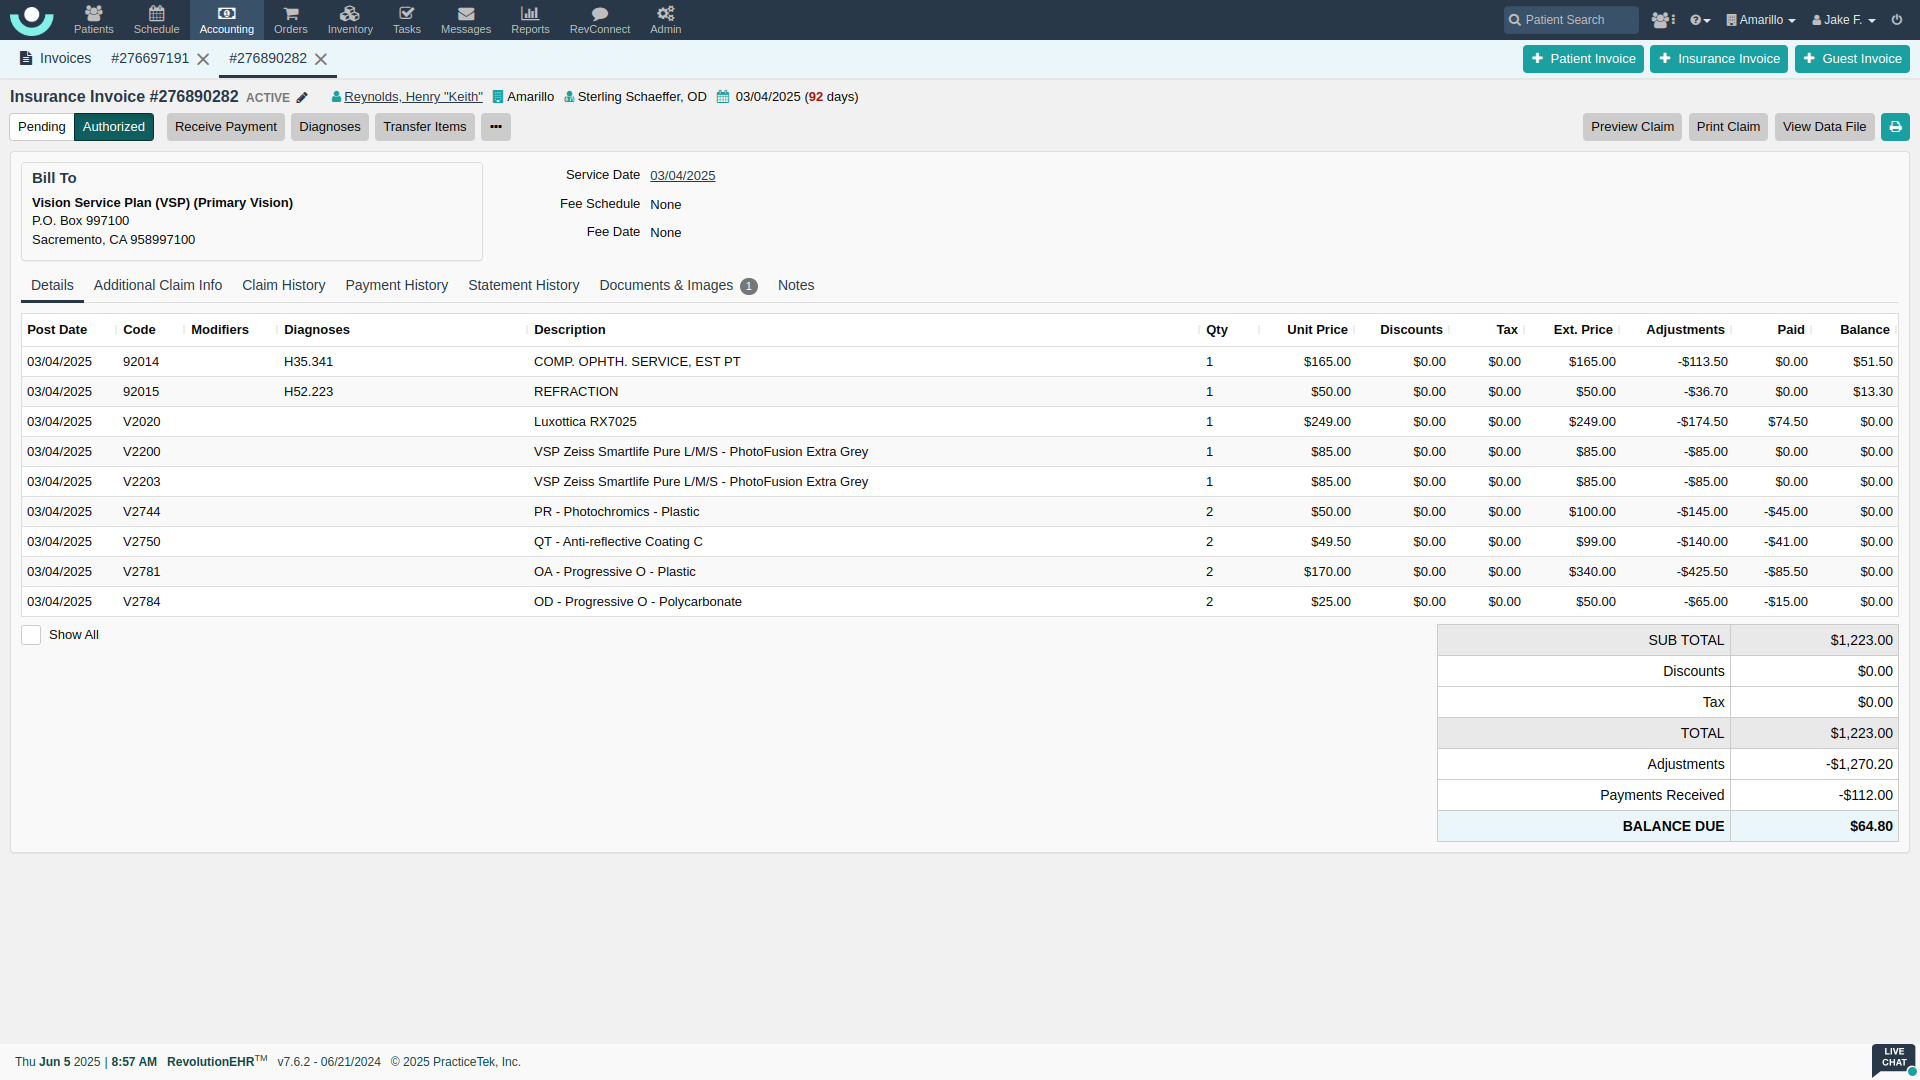 Patients Schedule Accounting Orders Inventory Tasks Messages Reports RevConnect Admin Patient Search Amarillo Jake F.
Invoices #276697191 #276890282 Patient Invoice Insurance Invoice Guest Invoice
Insurance Invoice #276890282 ACTIVE Reynolds, Henry "Keith" Amarillo Sterling Schaeffer, OD 03/04/2025 (92 days)
Pending Authorized Receive Payment Diagnoses Transfer Items ••• Preview Claim Print Claim View Data File
Bill To
Vision Service Plan (VSP) (Primary Vision)
P.O. Box 997100
Sacremento, CA 958997100
Service Date 03/04/2025
Fee Schedule None
Fee Date None
Details Additional Claim Info Claim History Payment History Statement History Documents & Images 1 Notes
Post Date Code Modifiers Diagnoses Description Qty Unit Price Discounts Tax Ext. Price Adjustments Paid Balance
03/04/2025 92014 H35.341 COMP. OPHTH. SERVICE, EST PT 1 $165.00 $0.00 $0.00 $165.00 -$113.50 $0.00 $51.50
03/04/2025 92015 H52.223 REFRACTION 1 $50.00 $0.00 $0.00 $50.00 -$36.70 $0.00 $13.30
03/04/2025 V2020 Luxottica RX7025 1 $249.00 $0.00 $0.00 $249.00 -$174.50 $74.50 $0.00
03/04/2025 V2200 VSP Zeiss Smartlife Pure L/M/S - PhotoFusion Extra Grey 1 $85.00 $0.00 $0.00 $85.00 -$85.00 $0.00 $0.00
03/04/2025 V2203 VSP Zeiss Smartlife Pure L/M/S - PhotoFusion Extra Grey 1 $85.00 $0.00 $0.00 $85.00 -$85.00 $0.00 $0.00
03/04/2025 V2744 PR - Photochromics - Plastic 2 $50.00 $0.00 $0.00 $100.00 -$145.00 -$45.00 $0.00
03/04/2025 V2750 QT - Anti-reflective Coating C 2 $49.50 $0.00 $0.00 $99.00 -$140.00 -$41.00 $0.00
03/04/2025 V2781 OA - Progressive O - Plastic 2 $170.00 $0.00 $0.00 $340.00 -$425.50 -$85.50 $0.00
03/04/2025 V2784 OD - Progressive O - Polycarbonate 2 $25.00 $0.00 $0.00 $50.00 -$65.00 -$15.00 $0.00
Show All
SUB TOTAL $1,223.00
Discounts $0.00
Tax $0.00
TOTAL $1,223.00
Adjustments -$1,270.20
Payments Received -$112.00
BALANCE DUE $64.80
Thu Jun 5 2025 | 8:57 AM RevolutionEHR™ v7.6.2 - 06/21/2024 © 2025 PracticeTek, Inc.
LIVE
CHAT